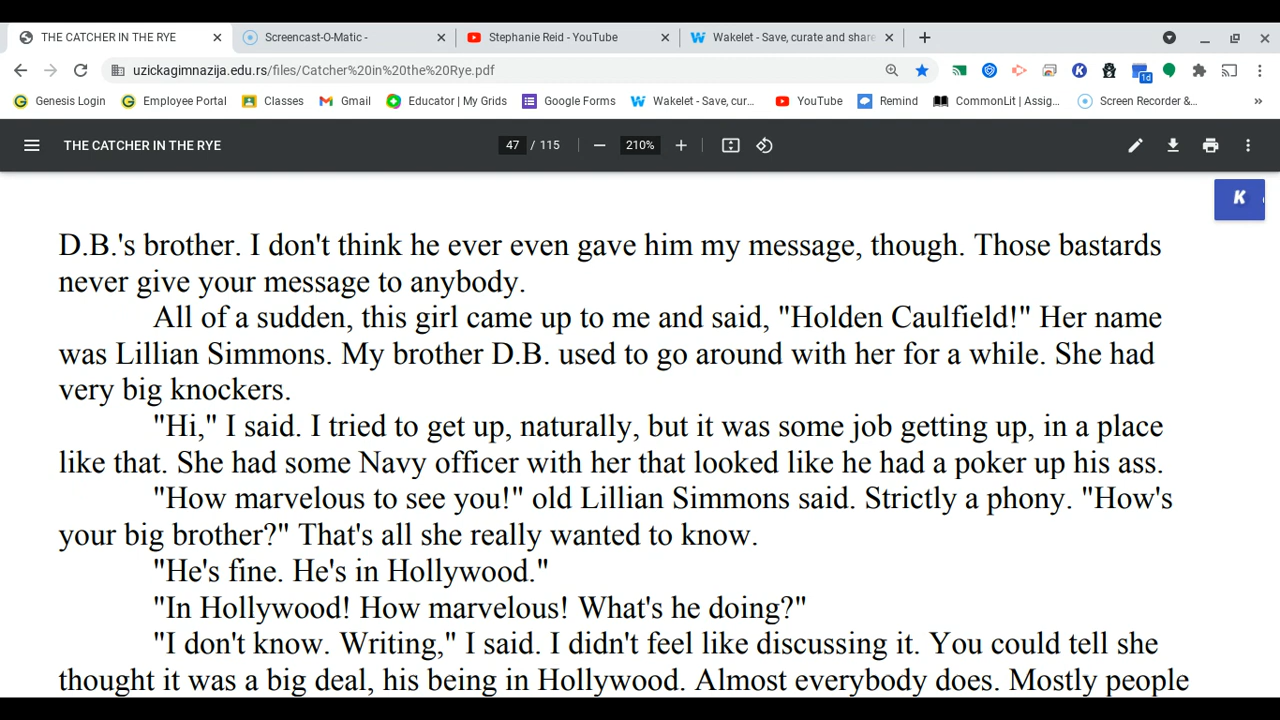 THE CATCHER IN THE RYE
Screencast-O-Matic -
Stephanie Reid - YouTube
Wakelet - Save, curate and share
uzickagimnazija.edu.rs/files/Catcher%20in%20the%20Rye.pdf
1d
Genesis Login
Employee Portal
Classes
Gmail
Educator | My Grids
Google Forms
Wakelet - Save, cur...
YouTube
Remind
CommonLit | Assig...
Screen Recorder &...
»
THE CATCHER IN THE RYE
47 / 115
210%
K
D.B.'s brother. I don't think he ever even gave him my message, though. Those bastards
never give your message to anybody.
All of a sudden, this girl came up to me and said, "Holden Caulfield!" Her name
was Lillian Simmons. My brother D.B. used to go around with her for a while. She had
very big knockers.
"Hi," I said. I tried to get up, naturally, but it was some job getting up, in a place
like that. She had some Navy officer with her that looked like he had a poker up his ass.
"How marvelous to see you!" old Lillian Simmons said. Strictly a phony. "How's
your big brother?" That's all she really wanted to know.
"He's fine. He's in Hollywood."
"In Hollywood! How marvelous! What's he doing?"
"I don't know. Writing," I said. I didn't feel like discussing it. You could tell she
thought it was a big deal, his being in Hollywood. Almost everybody does. Mostly people